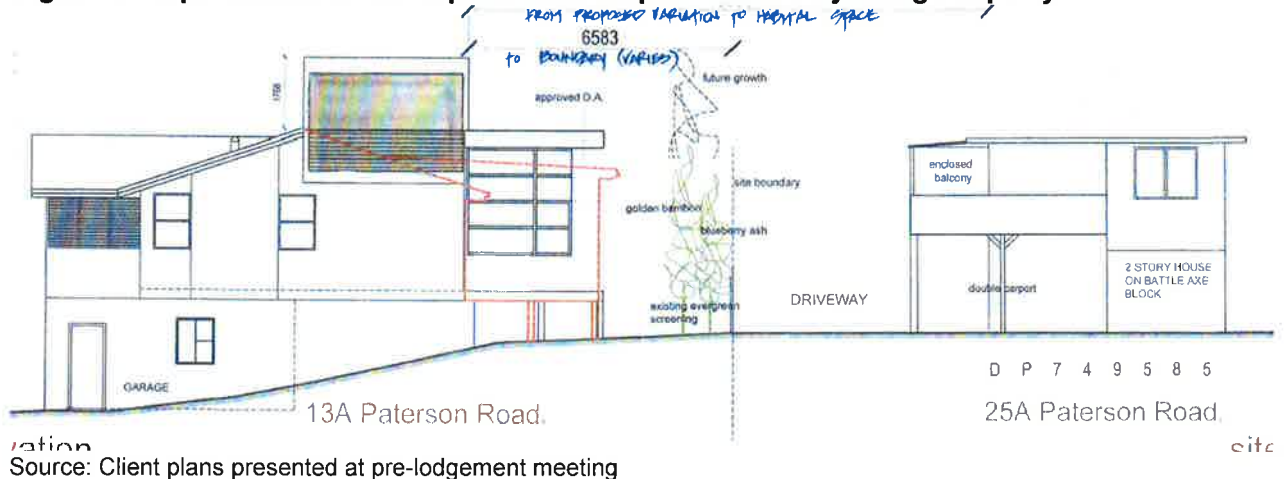 FROM PROPOSED VARIATION TO HABITAL SPACE
6583
to BOUNDARY (VARIES)
future growth
1758
approved D.A.
enclosed
balcony
site boundary
golden bamboo
blueberry ash
2 STORY HOUSE
ON BATTLE AXE
BLOCK
double carport
DRIVEWAY
existing evergreen
screening
GARAGE
D P 7 4 9 5 8 5
13A Paterson Road.
25A Paterson Road.
Source: Client plans presented at pre-lodgement meeting